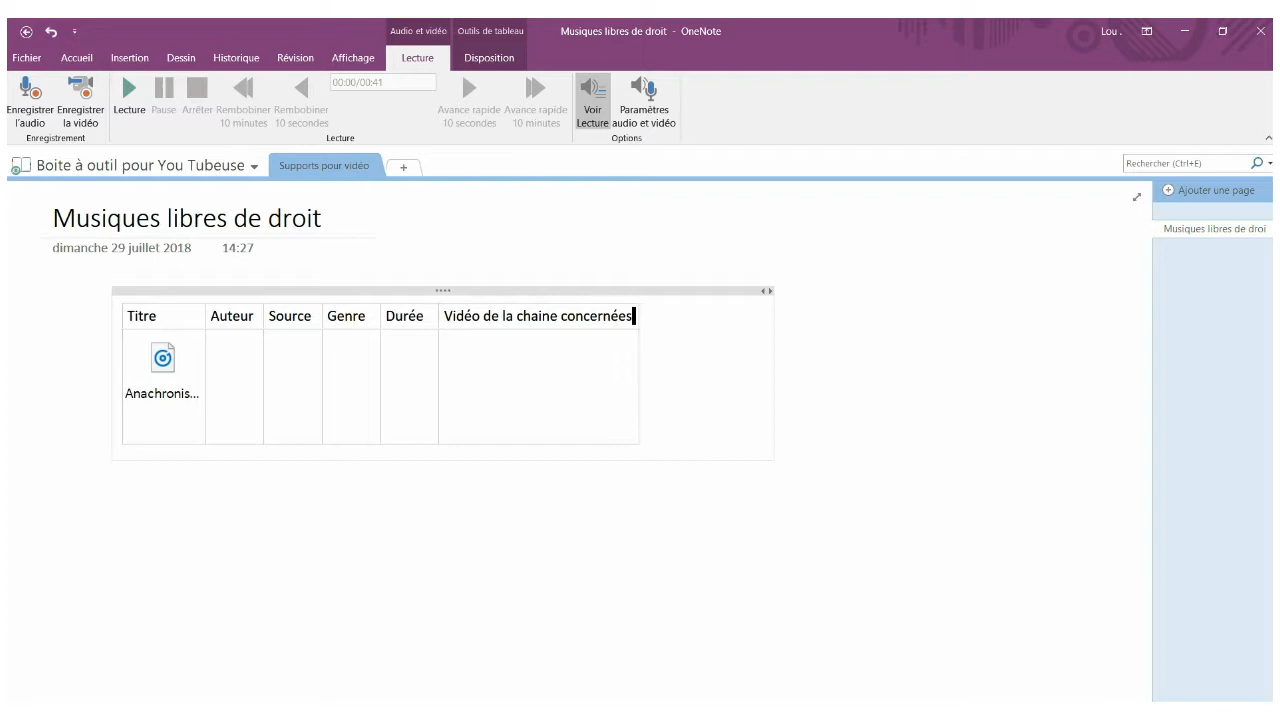 Audio et vidéo Outils de tableau Musiques libres de droit - OneNote Lou .
Fichier Accueil Insertion Dessin Historique Révision Affichage Lecture Disposition
00:00/00:41
Enregistrer Enregistrer Lecture Pause Arrêter Rembobiner Rembobiner Avance rapide Avance rapide Voir Paramètres
l'audio la vidéo 10 minutes 10 secondes 10 secondes 10 minutes Lecture audio et vidéo
Enregistrement Lecture Options
Boite à outil pour You Tubeuse Supports pour vidéo + Rechercher (Ctrl+E)
Ajouter une page
Musiques libres de droit
Musiques libres de droi
dimanche 29 juillet 2018 14:27
Titre Auteur Source Genre Durée Vidéo de la chaine concernées
Anachronis...